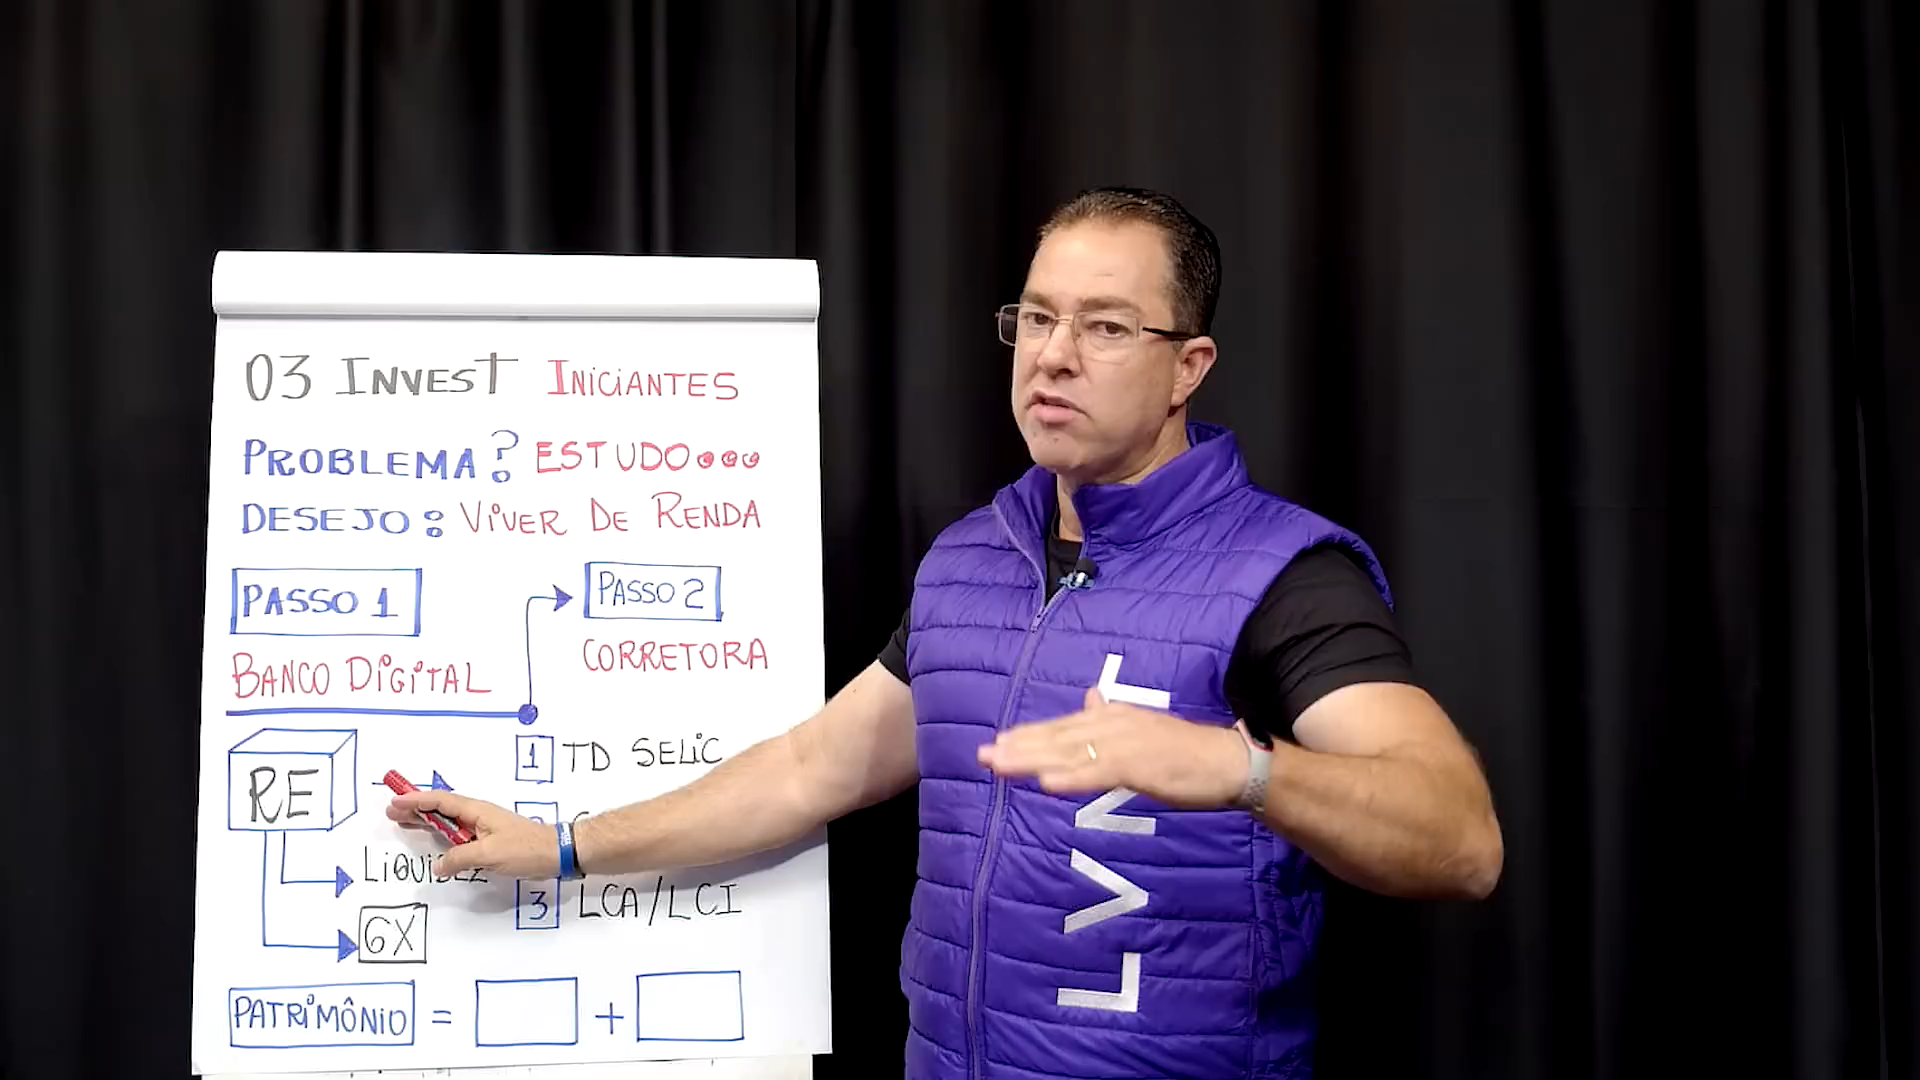 03 INVEST INICIANTES
PROBLEMA? ESTUDO...
DESEJO: VIVER DE RENDA
PASSO 1
PASSO 2
BANCO DIGITAL
CORRETORA
RE
1 TD SELIC
LIQUIDEZ
3 LCA/LCI
6X
PATRIMÔNIO = +
LVNT